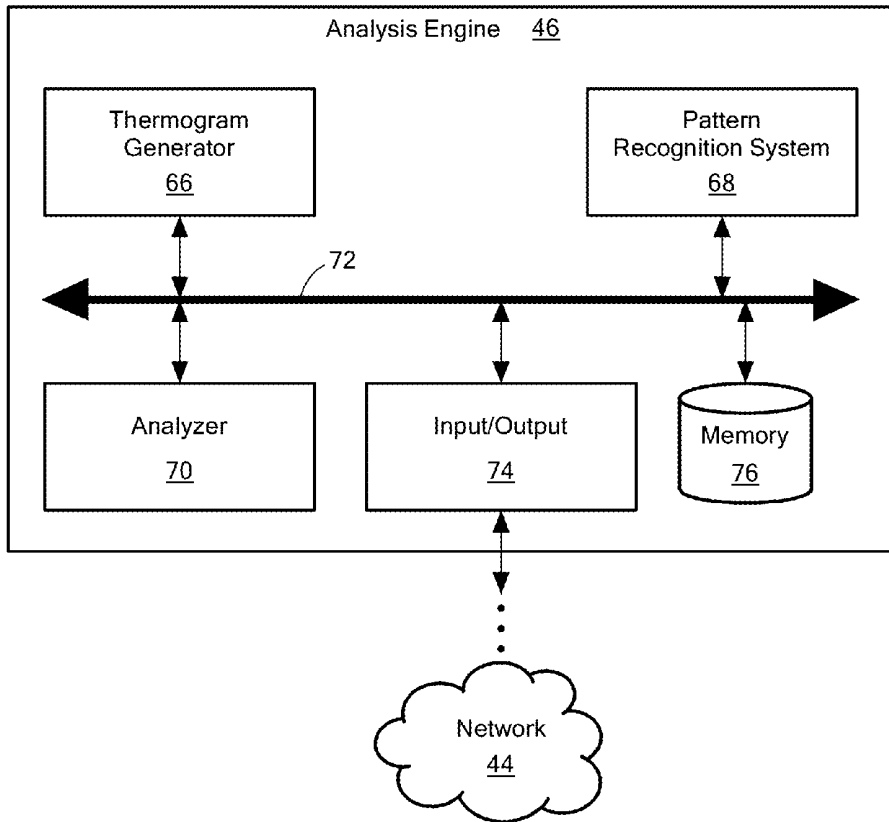 Analysis Engine 46
Thermogram
Generator
66
Pattern
Recognition System
68
72
Analyzer
70
Input/Output
74
Memory
76
Network
44